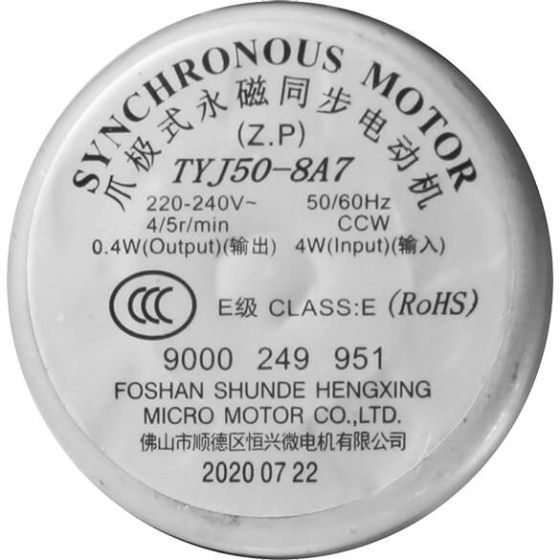 SYNCHRONOUS MOTOR
爪极式永磁同步电动机
(Z.P)
TYJ50-8A7
220-240V~ 50/60Hz
4/5r/min CCW
0.4W(Output)(输出) 4W(Input)(输入)
CCC E级 CLASS:E (RoHS)
9000 249 951
FOSHAN SHUNDE HENGXING
MICRO MOTOR CO.,LTD.
佛山市顺德区恒兴微电机有限公司
2020 07 22